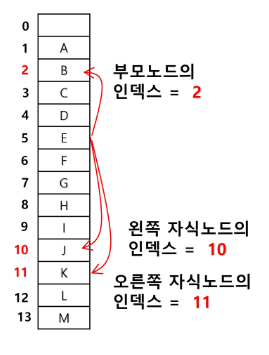 0
1 A
2 B
3 C
4 D
5 E
6 F
7 G
8 H
9 I
10 J
11 K
12 L
13 M
부모노드의
인덱스 = 2
왼쪽 자식노드의
인덱스 = 10
오른쪽 자식노드의
인덱스 = 11